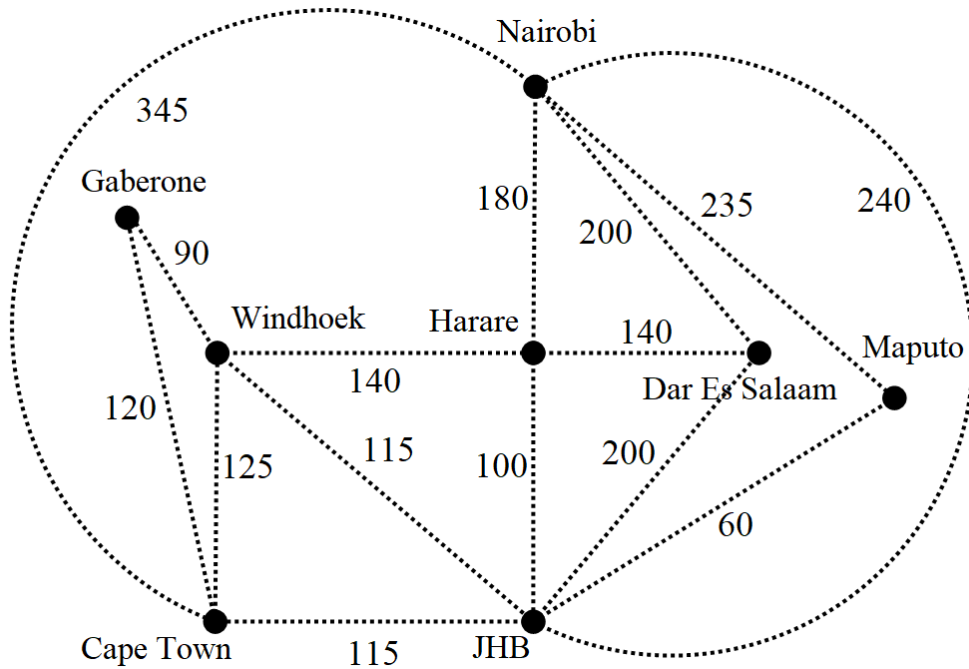 Nairobi
345
Gaberone
180
235
240
200
90
Windhoek
Harare
140
Maputo
140
Dar Es Salaam
120
115
200
125
100
60
Cape Town
115
JHB